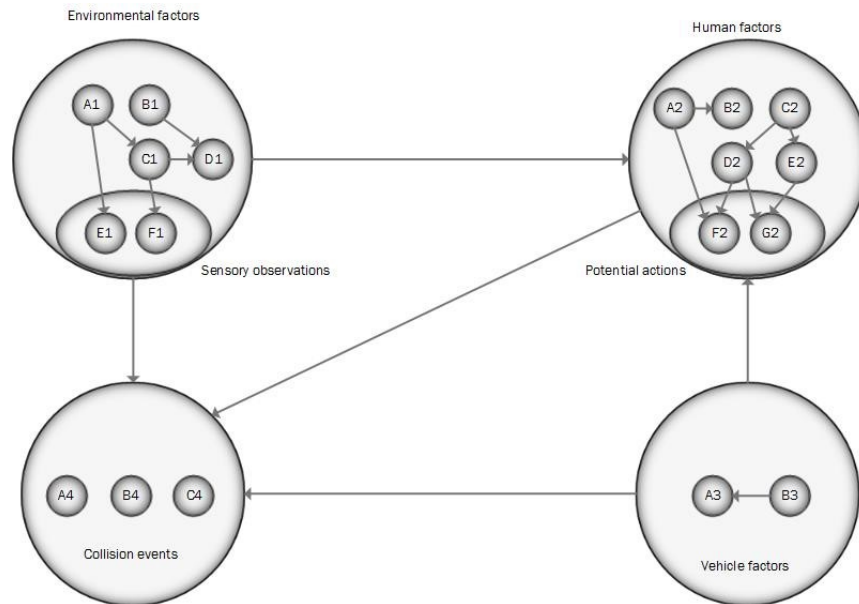 Environmental factors
Human factors
A1
B1
A2
B2
C2
C1
D1
D2
E2
E1
F1
F2
G2
Sensory observations
Potential actions
A4
B4
C4
A3
B3
Collision events
Vehicle factors